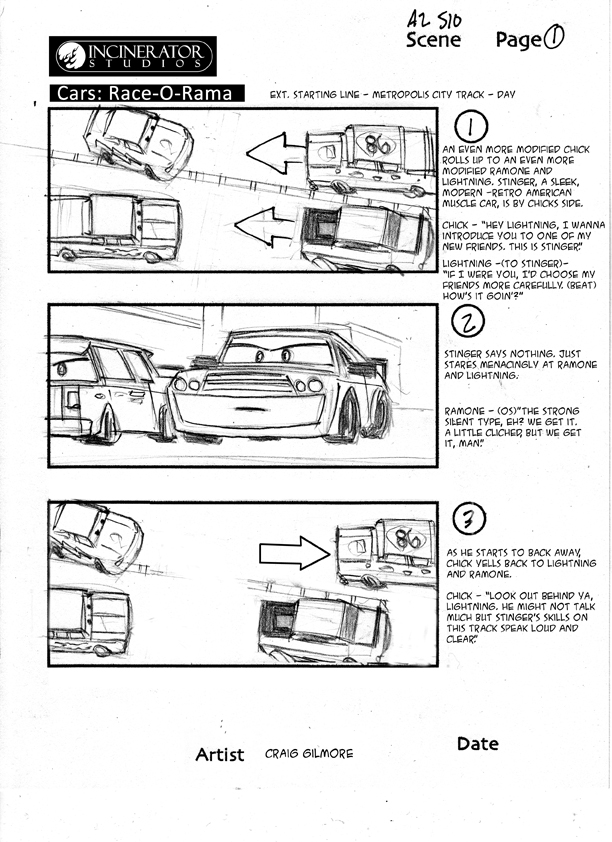 A2 S10
Scene Page 1
INCINERATOR
STUDIOS
Cars: Race-O-Rama
EXT. STARTING LINE - METROPOLIS CITY TRACK - DAY
1
AN EVEN MORE MODIFIED CHICK
ROLLS UP TO AN EVEN MORE
MODIFIED RAMONE AND
LIGHTNING. STINGER, A SLEEK,
MODERN -RETRO AMERICAN
MUSCLE CAR, IS BY CHICKS SIDE.
CHICK - "HEY LIGHTNING, I WANNA
INTRODUCE YOU TO ONE OF MY
NEW FRIENDS. THIS IS STINGER."
LIGHTNING -(TO STINGER)-
"IF I WERE YOU, I'D CHOOSE MY
FRIENDS MORE CAREFULLY. (BEAT)
HOW'S IT GOIN'?"
86
2
STINGER SAYS NOTHING. JUST
STARES MENACINGLY AT RAMONE
AND LIGHTNING.
RAMONE - (OS)"THE STRONG
SILENT TYPE, EH? WE GET IT.
A LITTLE CLICHED, BUT WE GET
IT, MAN."
3
AS HE STARTS TO BACK AWAY,
CHICK YELLS BACK TO LIGHTNING
AND RAMONE.
CHICK - "LOOK OUT BEHIND YA,
LIGHTNING. HE MIGHT NOT TALK
MUCH BUT STINGER'S SKILLS ON
THIS TRACK SPEAK LOUD AND
CLEAR."
86
Date
Artist CRAIG GILMORE